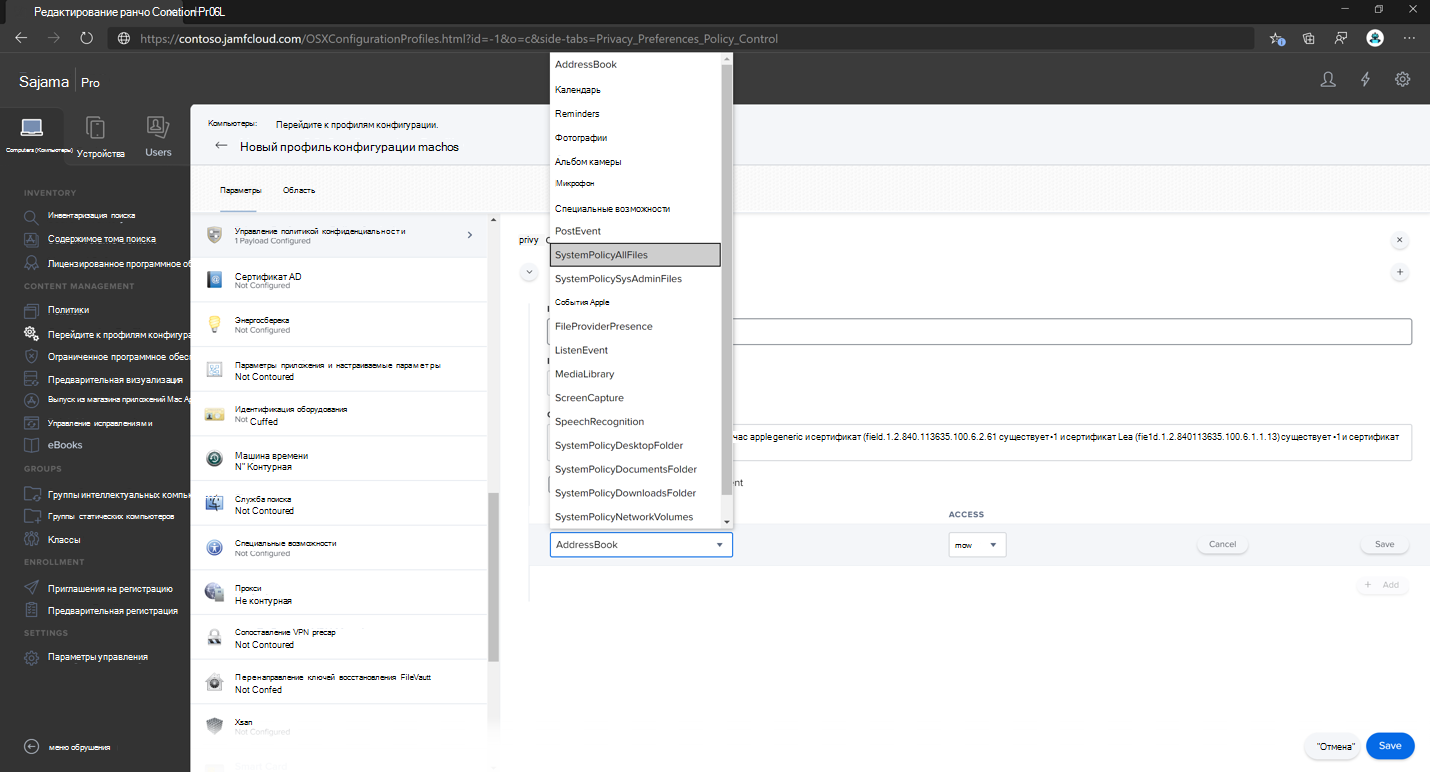 Редактирование ранчо Conation Pr06L
https://contoso.jamfcloud.com/OSXConfigurationProfiles.html?id=-1&o=c&side-tabs=Privacy_Preferences_Policy_Control
Sajama Pro
Computers (Компьютеры)
Устройства
Users
INVENTORY
Инвентаризация поиска
Содержимое тома поиска
Лицензированное программное об
CONTENT MANAGEMENT
Политики
Перейдите к профилям конфигура
Ограниченное программное обес
Предварительная визуализация
Выпуск из магазина приложений Mac Ap
Управление исправлениями
eBooks
GROUPS
Группы интеллектуальных компь
Группы статических компьютеров
Классы
ENROLLMENT
Приглашения на регистрацию
Предварительная регистрация
SETTINGS
Параметры управления
меню обрушения
Компьютеры: Перейдите к профилям конфигурации.
Новый профиль конфигурации machos
Параметры Область
Управление политикой конфиденциальности
1 Payload Configured
Сертификат AD
Not Configured
Энергосбережа
Not Configured
Параметры приложения и настраиваемые параметры
Not Contoured
Идентификация оборудования
Not Cuffed
Машина времени
N" Контурная
Служба поиска
Not Contoured
Специальные возможности
Not Configured
Прокси
Не контурная
Сопоставление VPN precap
Not Contoured
Перенаправление ключей восстановления FileVautt
Not Confed
Xsan
Not Configured
privy
AddressBook
Календарь
Reminders
Фотографии
Альбом камеры
Микрофон
Специальные возможности
PostEvent
SystemPolicyAllFiles
SystemPolicySysAdminFiles
События Apple
FileProviderPresence
ListenEvent
MediaLibrary
ScreenCapture
SpeechRecognition
SystemPolicyDesktopFolder
SystemPolicyDocumentsFolder
SystemPolicyDownloadsFolder
SystemPolicyNetworkVolumes
час applegeneric и сертификат (field.1.2.840.113635.100.6.2.61 существует•1 и сертификат Lea (fie1d.1.2.840113635.100.6.1.1.13) существует •1 и сертификат
nt
ACCESS
AddressBook
mow
Cancel
Save
+ Add
"Отмена"
Save